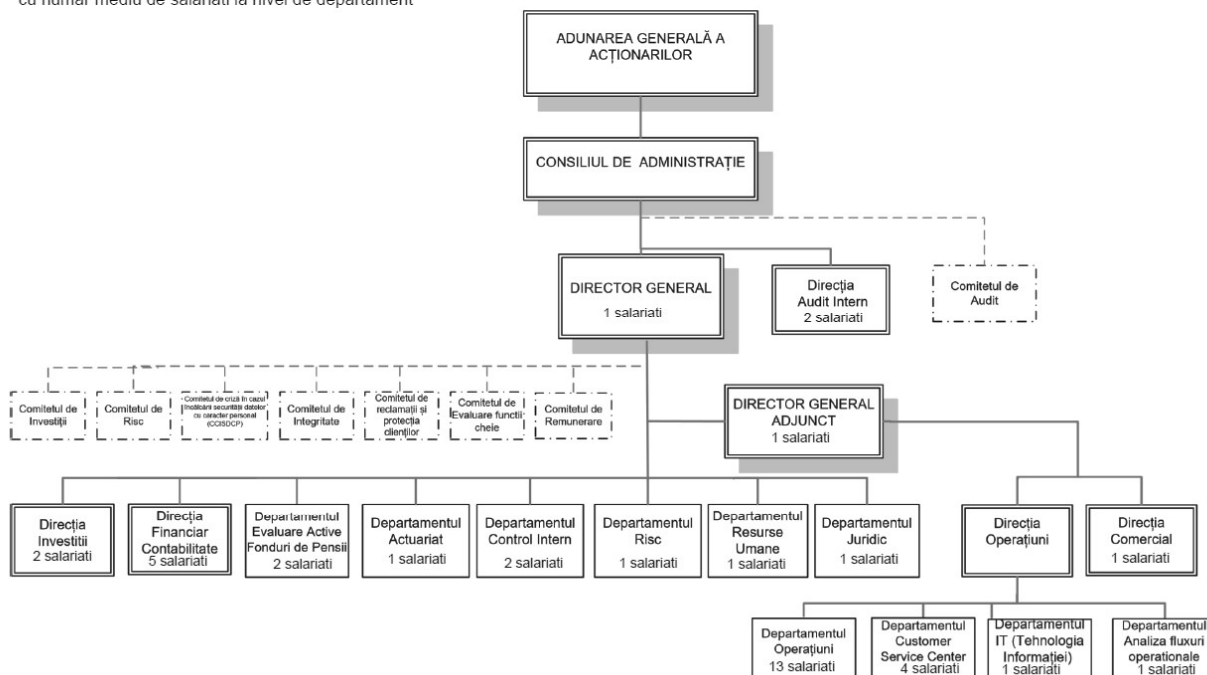 cu număr mediu de salariati la nivel de departament
ADUNAREA GENERALĂ A
ACȚIONARILOR
CONSILIUL DE ADMINISTRAȚIE
DIRECTOR GENERAL
1 salariati
Direcția
Audit Intern
2 salariati
Comitetul de
Audit
Comitetul de
Investiții
Comitetul de
Risc
Comitetul de criză în cazul
încălcării securității datelor
cu caracter personal
(CCISDCP)
Comitetul de
Integritate
Comitetul de
reclamații și
protecția
clienților
Comitetul de
Evaluare functii
cheie
Comitetul de
Remunerare
DIRECTOR GENERAL
ADJUNCT
1 salariati
Direcția
Investitii
2 salariati
Direcția
Financiar
Contabilitate
5 salariati
Departamentul
Evaluare Active
Fonduri de Pensii
2 salariati
Departamentul
Actuariat
1 salariati
Departamentul
Control Intern
2 salariati
Departamentul
Risc
1 salariati
Departamentul
Resurse
Umane
1 salariati
Departamentul
Juridic
1 salariati
Direcția
Operațiuni
Direcția
Comercial
1 salariati
Departamentul
Operațiuni
13 salariati
Departamentul
Customer
Service Center
4 salariati
Departamentul
IT (Tehnologia
Informației)
1 salariati
Departamentul
Analiza fluxuri
operationale
1 salariati